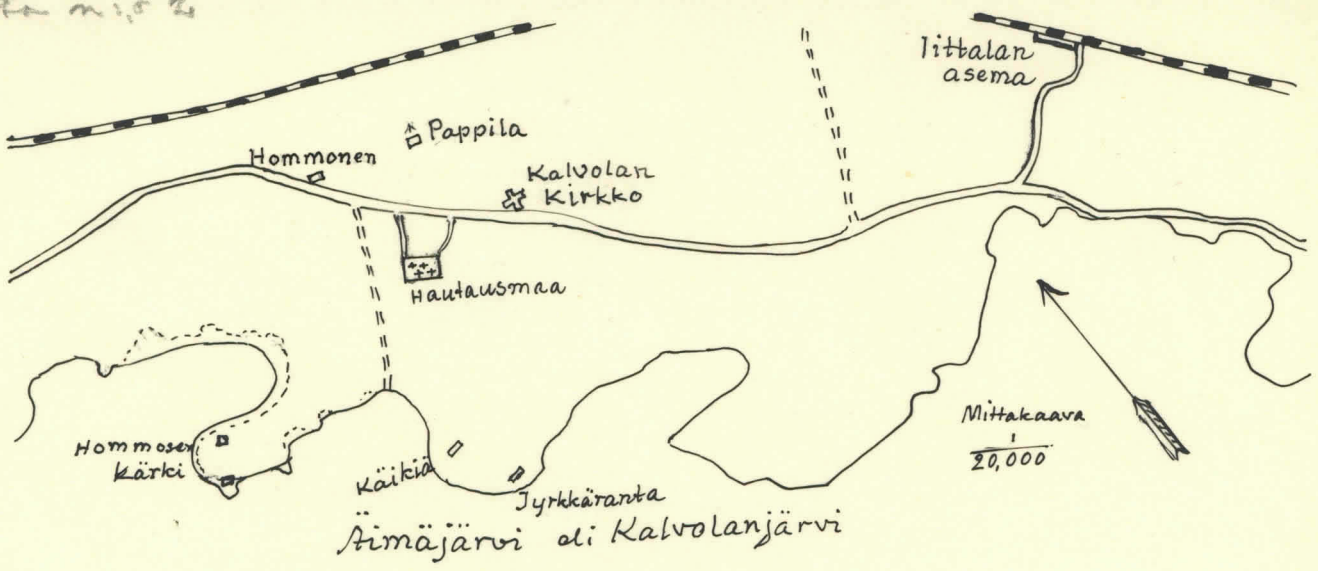 Iittalan
asema
Pappila
Hommonen
Kalvolan
Kirkko
Hautausmaa
Hommosen
Kärki
Käikiä
Jyrkkäranta
Mittakaava
1
20,000
Äimäjärvi eli Kalvolanjärvi